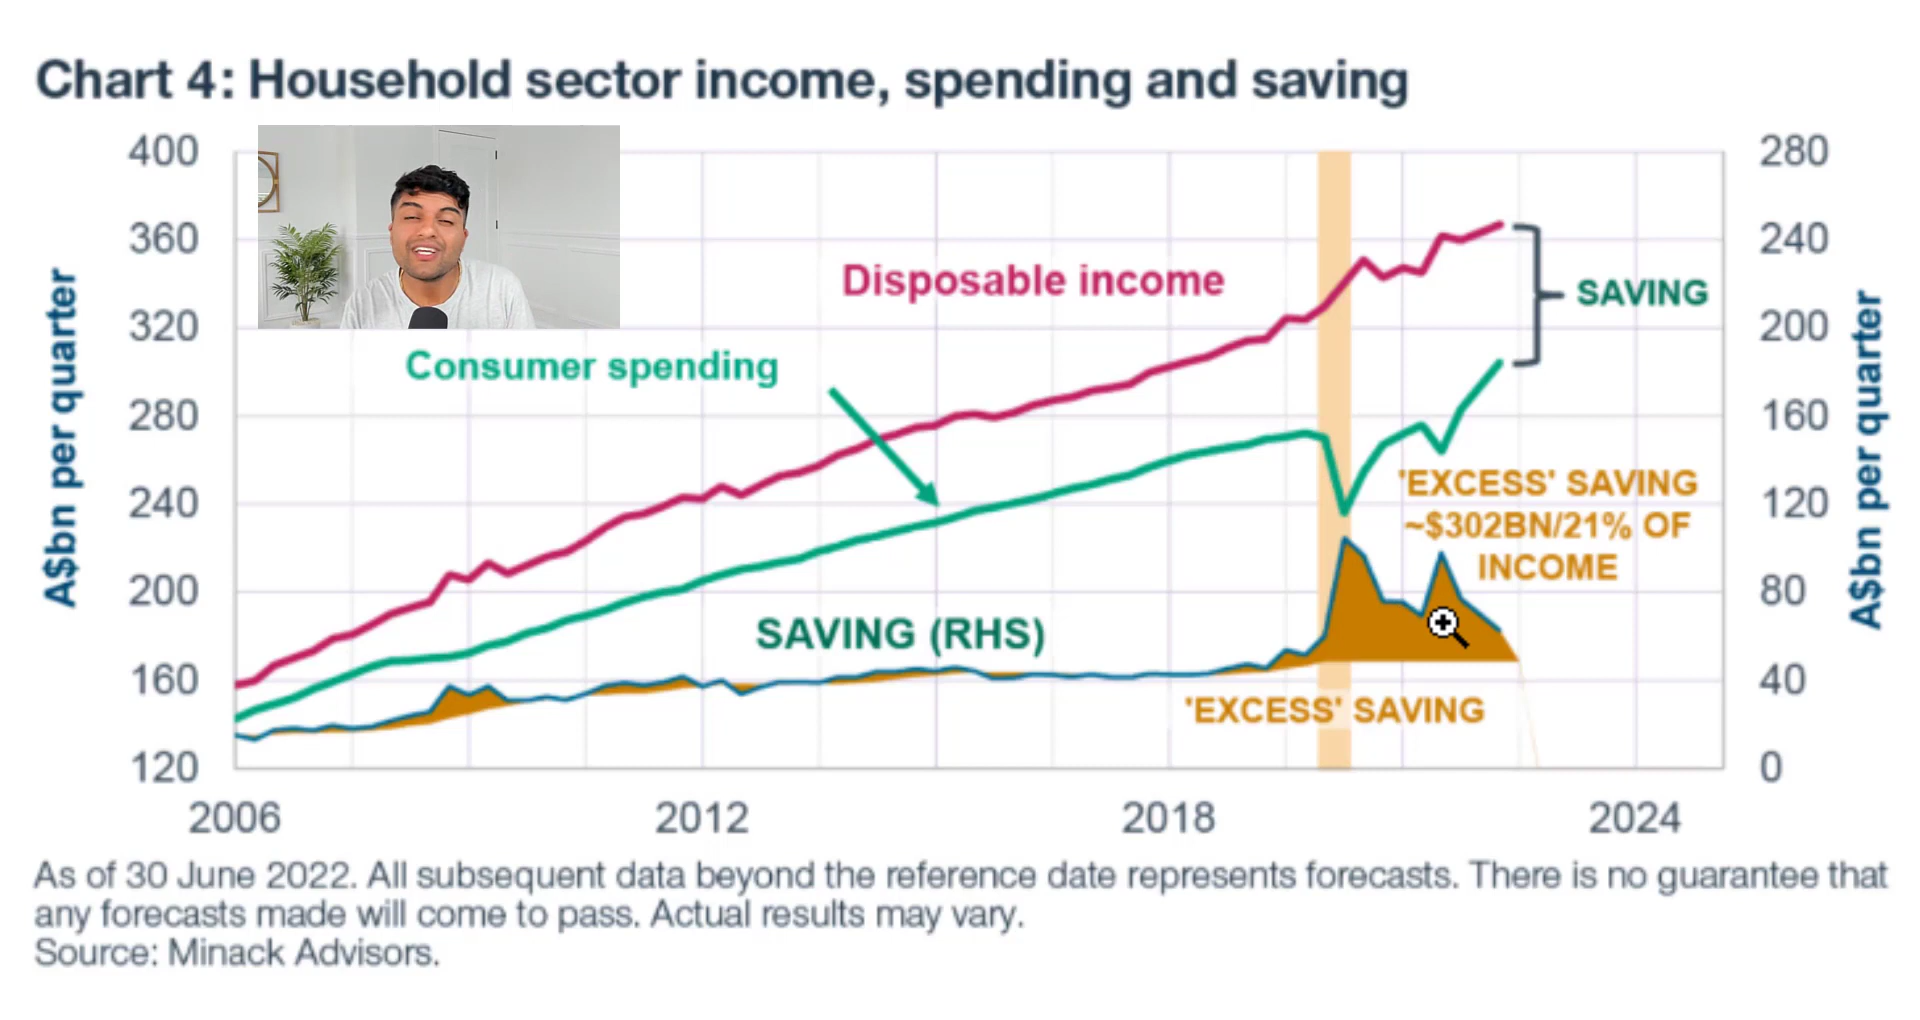 Chart 4: Household sector income, spending and saving
400
360
320
280
240
200
160
120
A$bn per quarter
280
240
200
160
120
80
40
0
A$bn per quarter
Disposable income
Consumer spending
SAVING
'EXCESS' SAVING
~$302BN/21% OF
INCOME
SAVING (RHS)
'EXCESS' SAVING
2006
2012
2018
2024
As of 30 June 2022. All subsequent data beyond the reference date represents forecasts. There is no guarantee that
any forecasts made will come to pass. Actual results may vary.
Source: Minack Advisors.